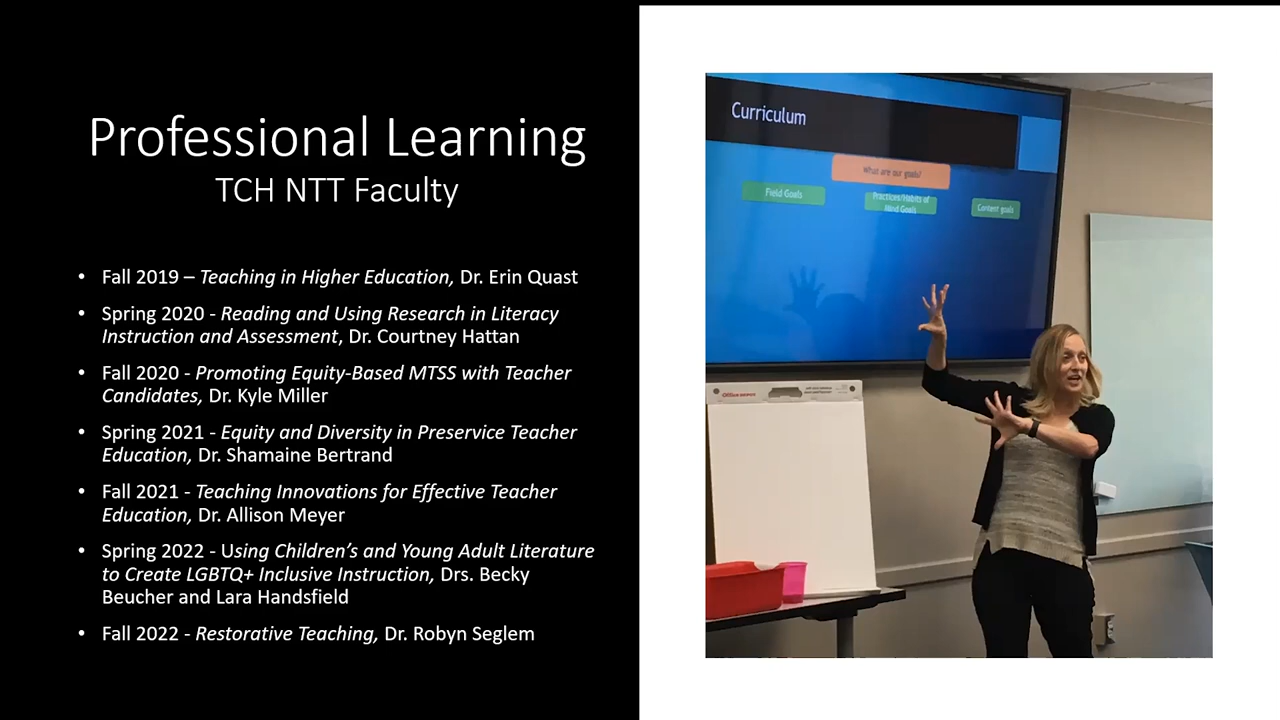 Professional Learning
TCH NTT Faculty
• Fall 2019 – Teaching in Higher Education, Dr. Erin Quast
• Spring 2020 - Reading and Using Research in Literacy
Instruction and Assessment, Dr. Courtney Hattan
• Fall 2020 - Promoting Equity-Based MTSS with Teacher
Candidates, Dr. Kyle Miller
• Spring 2021 - Equity and Diversity in Preservice Teacher
Education, Dr. Shamaine Bertrand
• Fall 2021 - Teaching Innovations for Effective Teacher
Education, Dr. Allison Meyer
• Spring 2022 - Using Children’s and Young Adult Literature
to Create LGBTQ+ Inclusive Instruction, Drs. Becky
Beucher and Lara Handsfield
• Fall 2022 - Restorative Teaching, Dr. Robyn Seglem
Curriculum
What are our goals?
Field Goals
Practices/Habits of
Mind Goals
Content goals
Office DEPOT